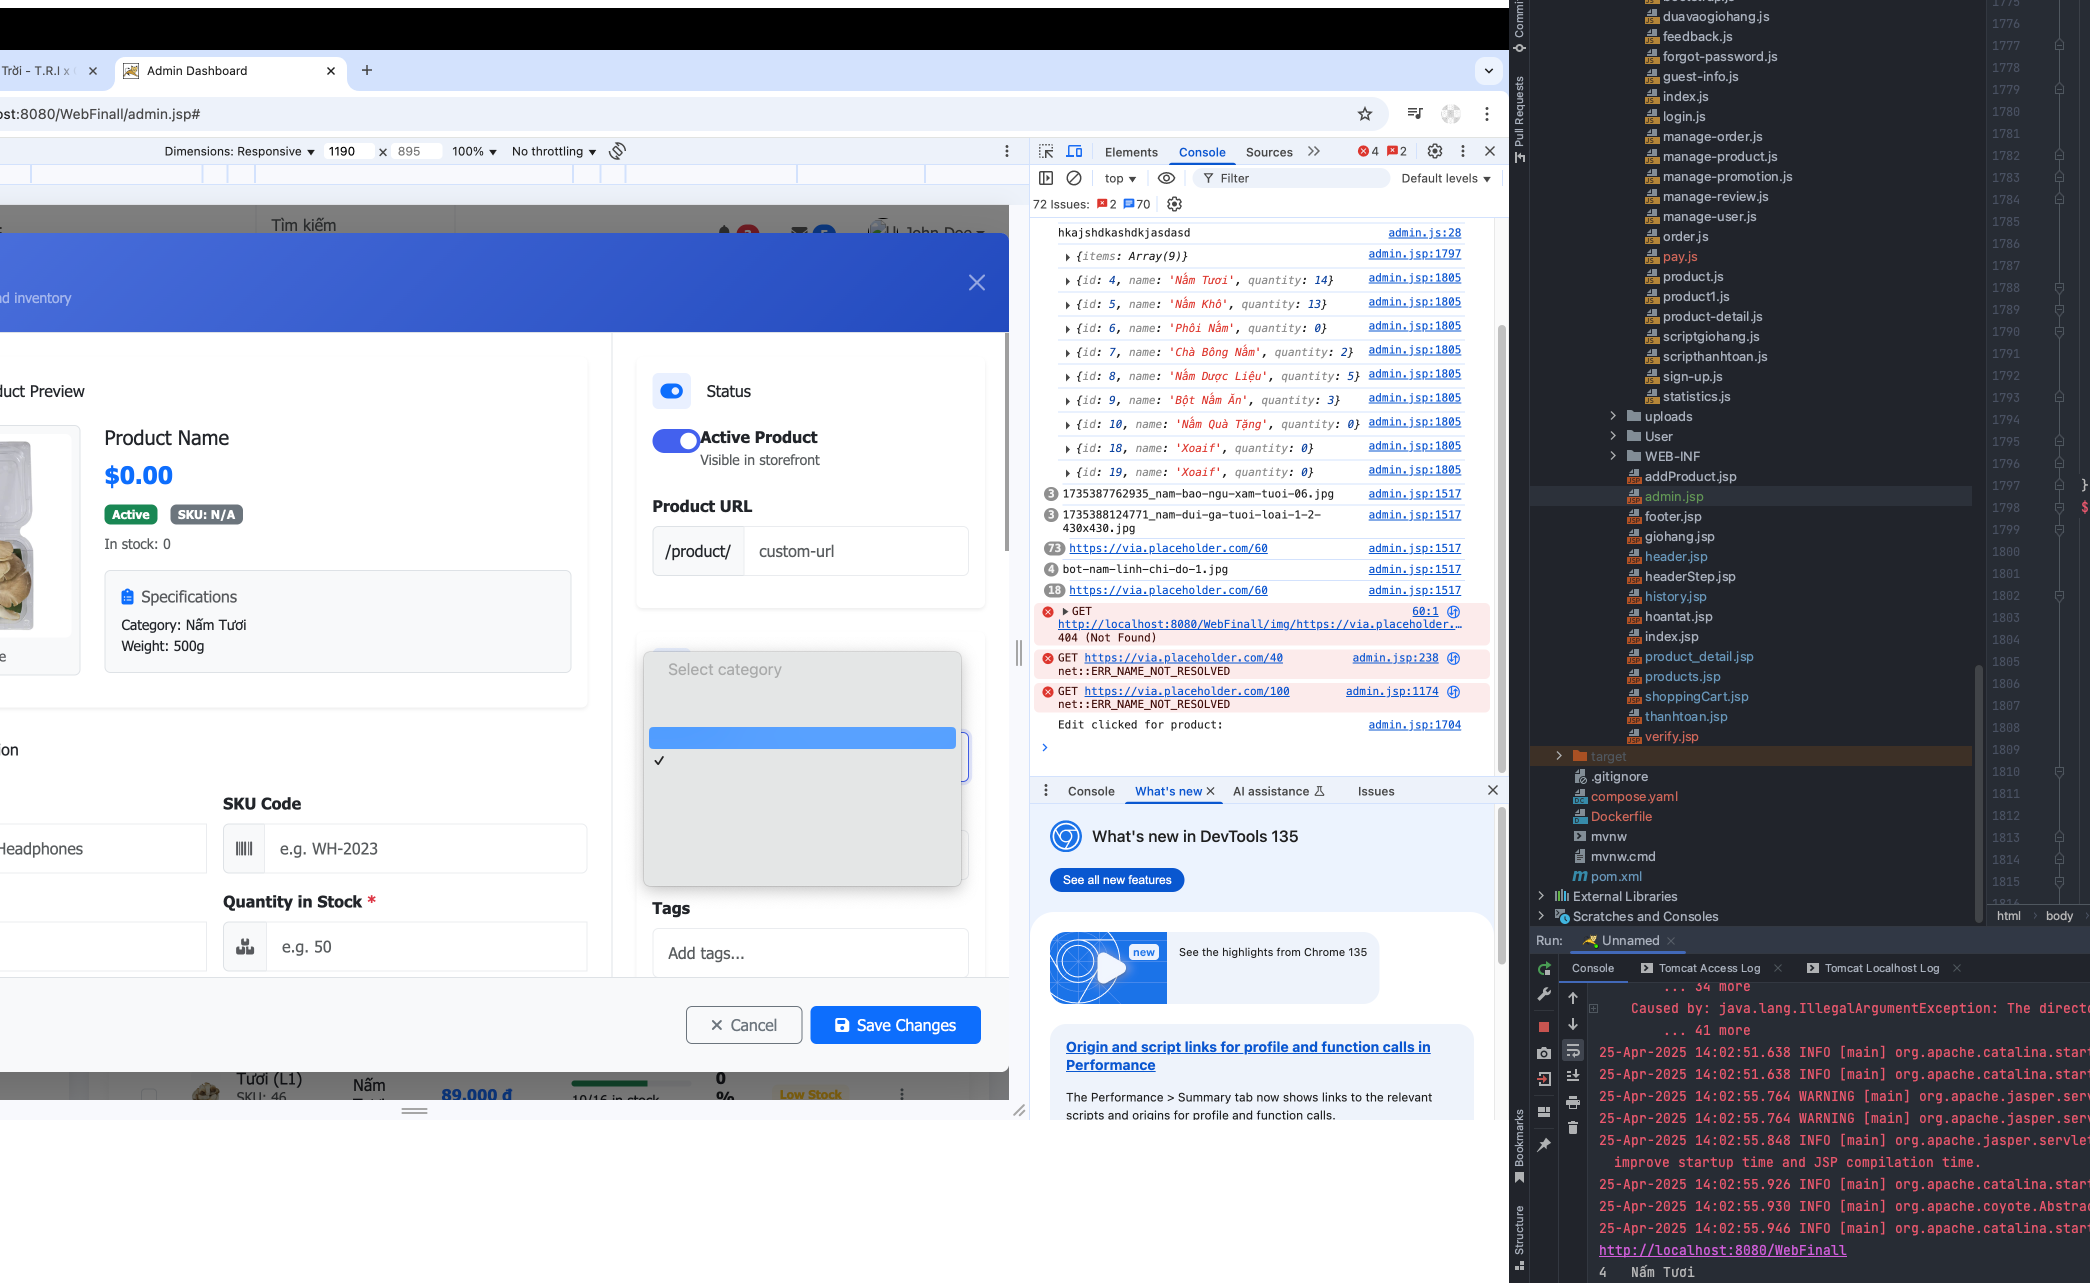 Trời - T.R.I x
Admin Dashboard
ost:8080/WebFinall/admin.jsp#
Dimensions: Responsive
1190
x
895
100%
No throttling
Tìm kiếm
John Doe
nd inventory
duct Preview
Product Name
$0.00
Active
SKU: N/A
In stock: 0
Specifications
Category: Nấm Tươi
Weight: 500g
e
ion
SKU Code
Headphones
e.g. WH-2023
Quantity in Stock *
e.g. 50
Status
Active Product
Visible in storefront
Product URL
/product/
custom-url
Select category
✓
Tags
Add tags...
Cancel
Save Changes
Tươi (L1)
SKU: 46
Nấm
89,000 đ
10/16 in stock
0
%
Low Stock
Elements
Console
Sources
4
2
top
Filter
Default levels
72 Issues:
2
70
hkajshdkashdkjasdasd admin.js:28
{items: Array(9)} admin.jsp:1797
{id: 4, name: 'Nấm Tươi', quantity: 14} admin.jsp:1805
{id: 5, name: 'Nấm Khô', quantity: 13} admin.jsp:1805
{id: 6, name: 'Phôi Nấm', quantity: 0} admin.jsp:1805
{id: 7, name: 'Chà Bông Nấm', quantity: 2} admin.jsp:1805
{id: 8, name: 'Nấm Dược Liệu', quantity: 5} admin.jsp:1805
{id: 9, name: 'Bột Nấm Ăn', quantity: 3} admin.jsp:1805
{id: 10, name: 'Nấm Quà Tặng', quantity: 0} admin.jsp:1805
{id: 18, name: 'Xoaif', quantity: 0} admin.jsp:1805
{id: 19, name: 'Xoaif', quantity: 0} admin.jsp:1805
3 1735387762935_nam-bao-ngu-xam-tuoi-06.jpg admin.jsp:1517
3 1735388124771_nam-dui-ga-tuoi-loai-1-2- admin.jsp:1517
430x430.jpg
73 https://via.placeholder.com/60 admin.jsp:1517
4 bot-nam-linh-chi-do-1.jpg admin.jsp:1517
18 https://via.placeholder.com/60 admin.jsp:1517
GET 60:1
http://localhost:8080/WebFinall/img/https://via.placeholder.…
404 (Not Found)
GET https://via.placeholder.com/40 admin.jsp:238
net::ERR_NAME_NOT_RESOLVED
GET https://via.placeholder.com/100 admin.jsp:1174
net::ERR_NAME_NOT_RESOLVED
Edit clicked for product: admin.jsp:1704
Console
What's new
AI assistance
Issues
What's new in DevTools 135
See all new features
new
See the highlights from Chrome 135
Origin and script links for profile and function calls in
Performance
The Performance > Summary tab now shows links to the relevant
scripts and origins for profile and function calls.
Commit
Pull Requests
Bookmarks
Structure
duavaogiohang.js
feedback.js
forgot-password.js
guest-info.js
index.js
login.js
manage-order.js
manage-product.js
manage-promotion.js
manage-review.js
manage-user.js
order.js
pay.js
product.js
product1.js
product-detail.js
scriptgiohang.js
scripthanhtoan.js
sign-up.js
statistics.js
uploads
User
WEB-INF
addProduct.jsp
admin.jsp
footer.jsp
giohang.jsp
header.jsp
headerStep.jsp
history.jsp
hoantat.jsp
index.jsp
product_detail.jsp
products.jsp
shoppingCart.jsp
thanhtoan.jsp
verify.jsp
target
.gitignore
compose.yaml
Dockerfile
mvnw
mvnw.cmd
pom.xml
External Libraries
Scratches and Consoles
1775
1776
1777
1778
1779
1780
1781
1782
1783
1784
1785
1786
1787
1788
1789
1790
1791
1792
1793
1794
1795
1796
1797 }
1798 $
1799
1800
1801
1802
1803
1804
1805
1806
1807
1808
1809
1810
1811
1812
1813
1814
1815
1816
html
body
Run:
Unnamed
Console
Tomcat Access Log
Tomcat Localhost Log
... 34 more
Caused by: java.lang.IllegalArgumentException: The directo
... 41 more
25-Apr-2025 14:02:51.638 INFO [main] org.apache.catalina.start
25-Apr-2025 14:02:51.638 INFO [main] org.apache.catalina.start
25-Apr-2025 14:02:55.764 WARNING [main] org.apache.jasper.serv
25-Apr-2025 14:02:55.764 WARNING [main] org.apache.jasper.serv
25-Apr-2025 14:02:55.848 INFO [main] org.apache.jasper.servlet
improve startup time and JSP compilation time.
25-Apr-2025 14:02:55.926 INFO [main] org.apache.catalina.start
25-Apr-2025 14:02:55.930 INFO [main] org.apache.coyote.Abstrac
25-Apr-2025 14:02:55.946 INFO [main] org.apache.catalina.start
http://localhost:8080/WebFinall
4 Nấm Tươi